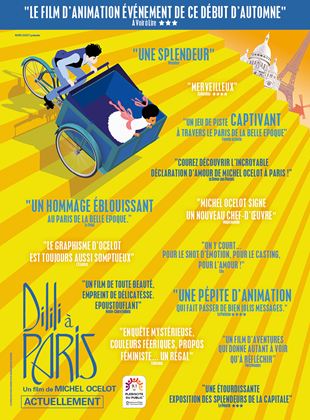 "LE FILM D'ANIMATION ÉVÉNEMENT DE CE DÉBUT D'AUTOMNE"
"UNE SPLENDEUR"
"MERVEILLEUX"
"UN JEU DE PISTE CAPTIVANT
À TRAVERS LE PARIS DE LA BELLE EPOQUE"
"COUREZ DÉCOUVRIR L'INCROYABLE
DÉCLARATION D'AMOUR DE MICHEL OCELOT À PARIS !"
"UN HOMMAGE ÉBLOUISSANT
AU PARIS DE LA BELLE EPOQUE."
"MICHEL OCELOT SIGNE
UN NOUVEAU CHEF-D'ŒUVRE"
"LE GRAPHISME D'OCELOT
EST TOUJOURS AUSSI SOMPTUEUX"
"ON Y COURT...
POUR LE SHOT D'ÉMOTION, POUR LE CASTING,
POUR L'AMOUR !"
"UN FILM DE TOUTE BEAUTÉ,
EMPREINT DE DÉLICATESSE,
EPOUSTOUFLANT"
"UNE PÉPITE D'ANIMATION
QUI FAIT PASSER DE BIEN JOLIS MESSAGES."
Dilili à
PARIS
"ENQUÊTE MYSTÉRIEUSE,
COULEURS FÉERIQUES, PROPOS
FÉMINISTE... UN RÉGAL"
"UN FILM D'AVENTURES
QUI DONNE AUTANT À VOIR
QU'À RÉFLÉCHIR"
Un film de MICHEL OCELOT
ACTUELLEMENT
"UNE ÉTOURDISSANTE
EXPOSITION DES SPLENDEURS DE LA CAPITALE"